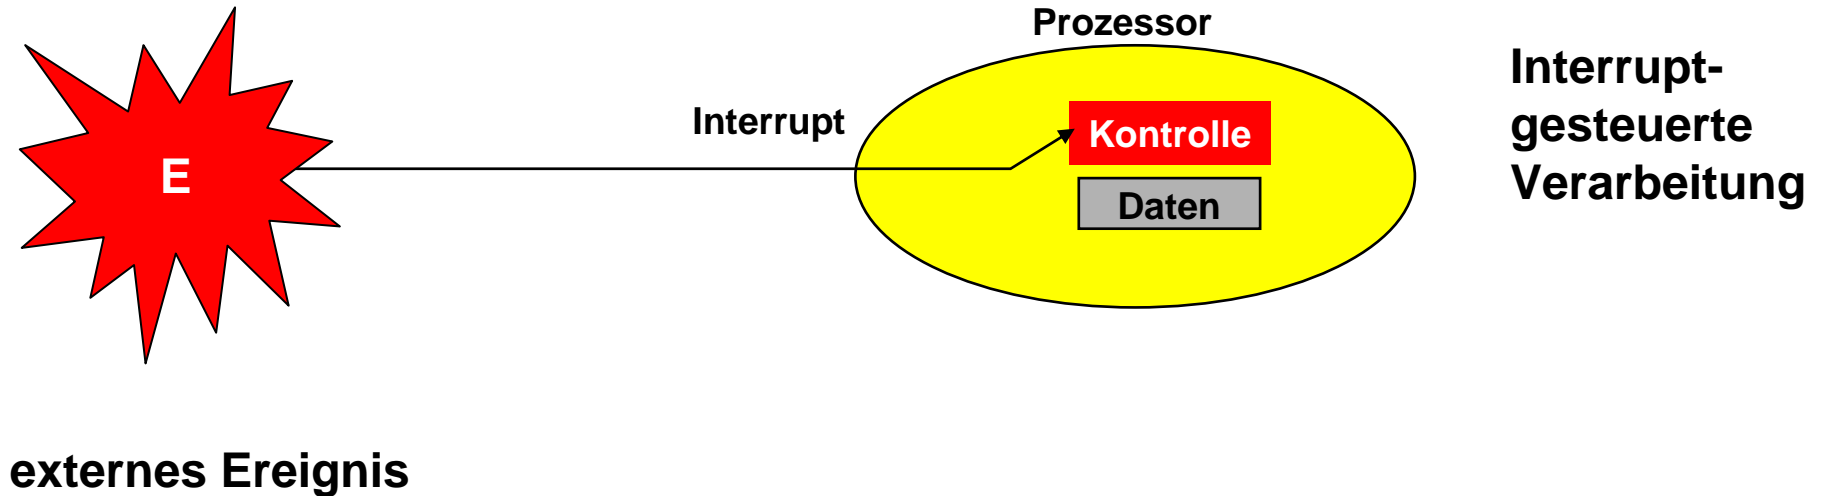 Prozessor
Interrupt-
gesteuerte
Verarbeitung
Interrupt
Kontrolle
E
Daten
externes Ereignis